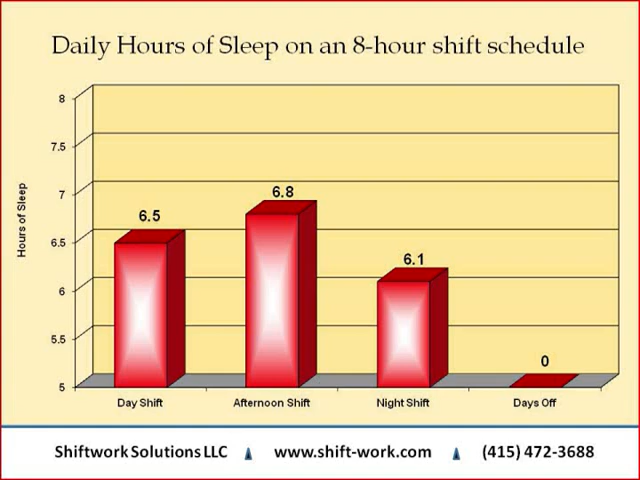 Daily Hours of Sleep on an 8-hour shift schedule
8
7.5
7
6.5
6
5.5
5
Hours of Sleep
6.5
6.8
6.1
0
Day Shift
Afternoon Shift
Night Shift
Days Off
Shiftwork Solutions LLC www.shift-work.com (415) 472-3688